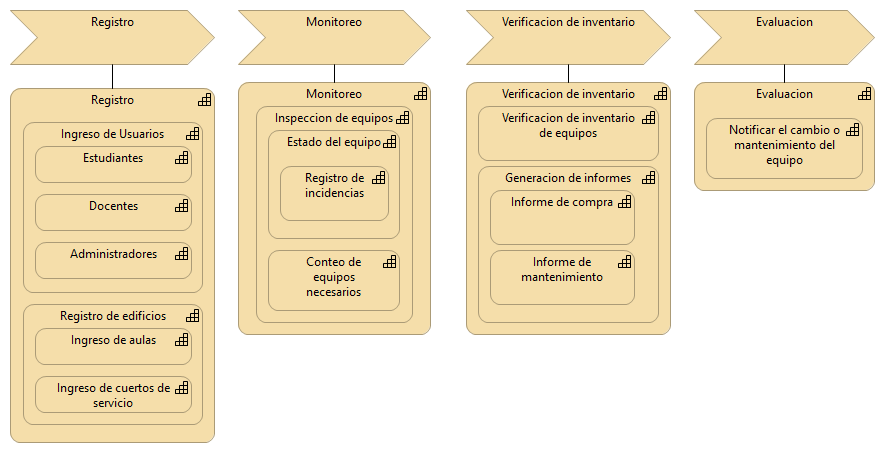 Registro
Monitoreo
Verificacion de inventario
Evaluacion
Registro
Ingreso de Usuarios
Estudiantes
Docentes
Administradores
Registro de edificios
Ingreso de aulas
Ingreso de cuertos de
servicio
Monitoreo
Inspeccion de equipos
Estado del equipo
Registro de
incidencias
Conteo de
equipos
necesarios
Verificacion de inventario
Verificacion de inventario
de equipos
Generacion de informes
Informe de compra
Informe de
mantenimiento
Evaluacion
Notificar el cambio o
mantenimiento del
equipo